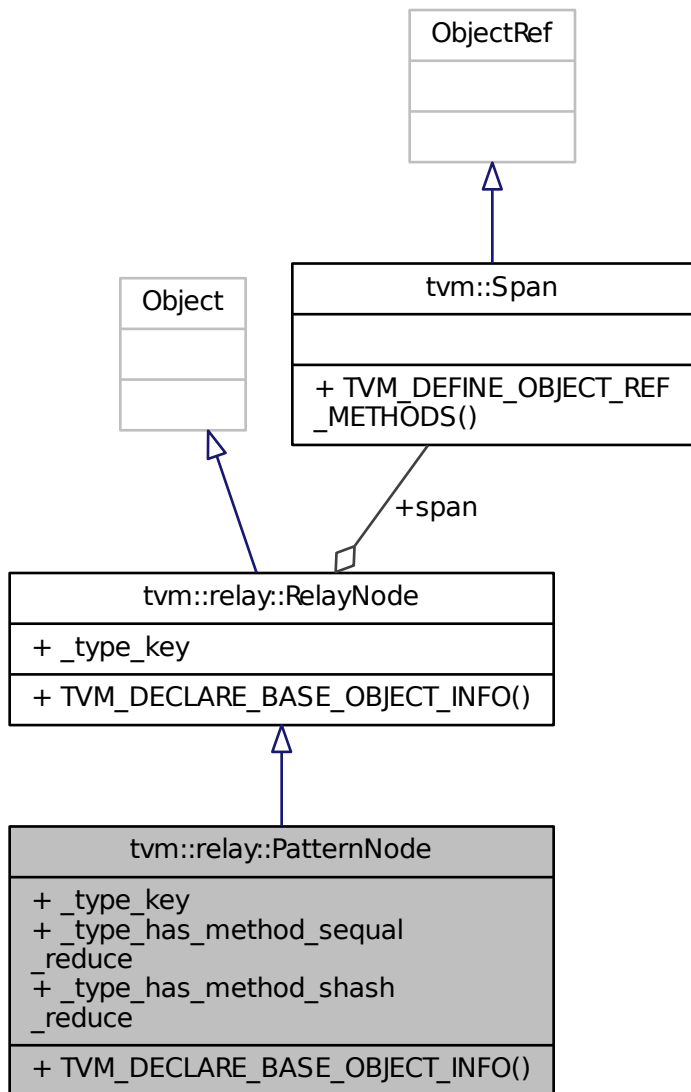 ObjectRef
tvm::Span
+ TVM_DEFINE_OBJECT_REF
_METHODS()
Object
+span
tvm::relay::RelayNode
+ _type_key
+ TVM_DECLARE_BASE_OBJECT_INFO()
tvm::relay::PatternNode
+ _type_key
+ _type_has_method_sequal
_reduce
+ _type_has_method_shash
_reduce
+ TVM_DECLARE_BASE_OBJECT_INFO()